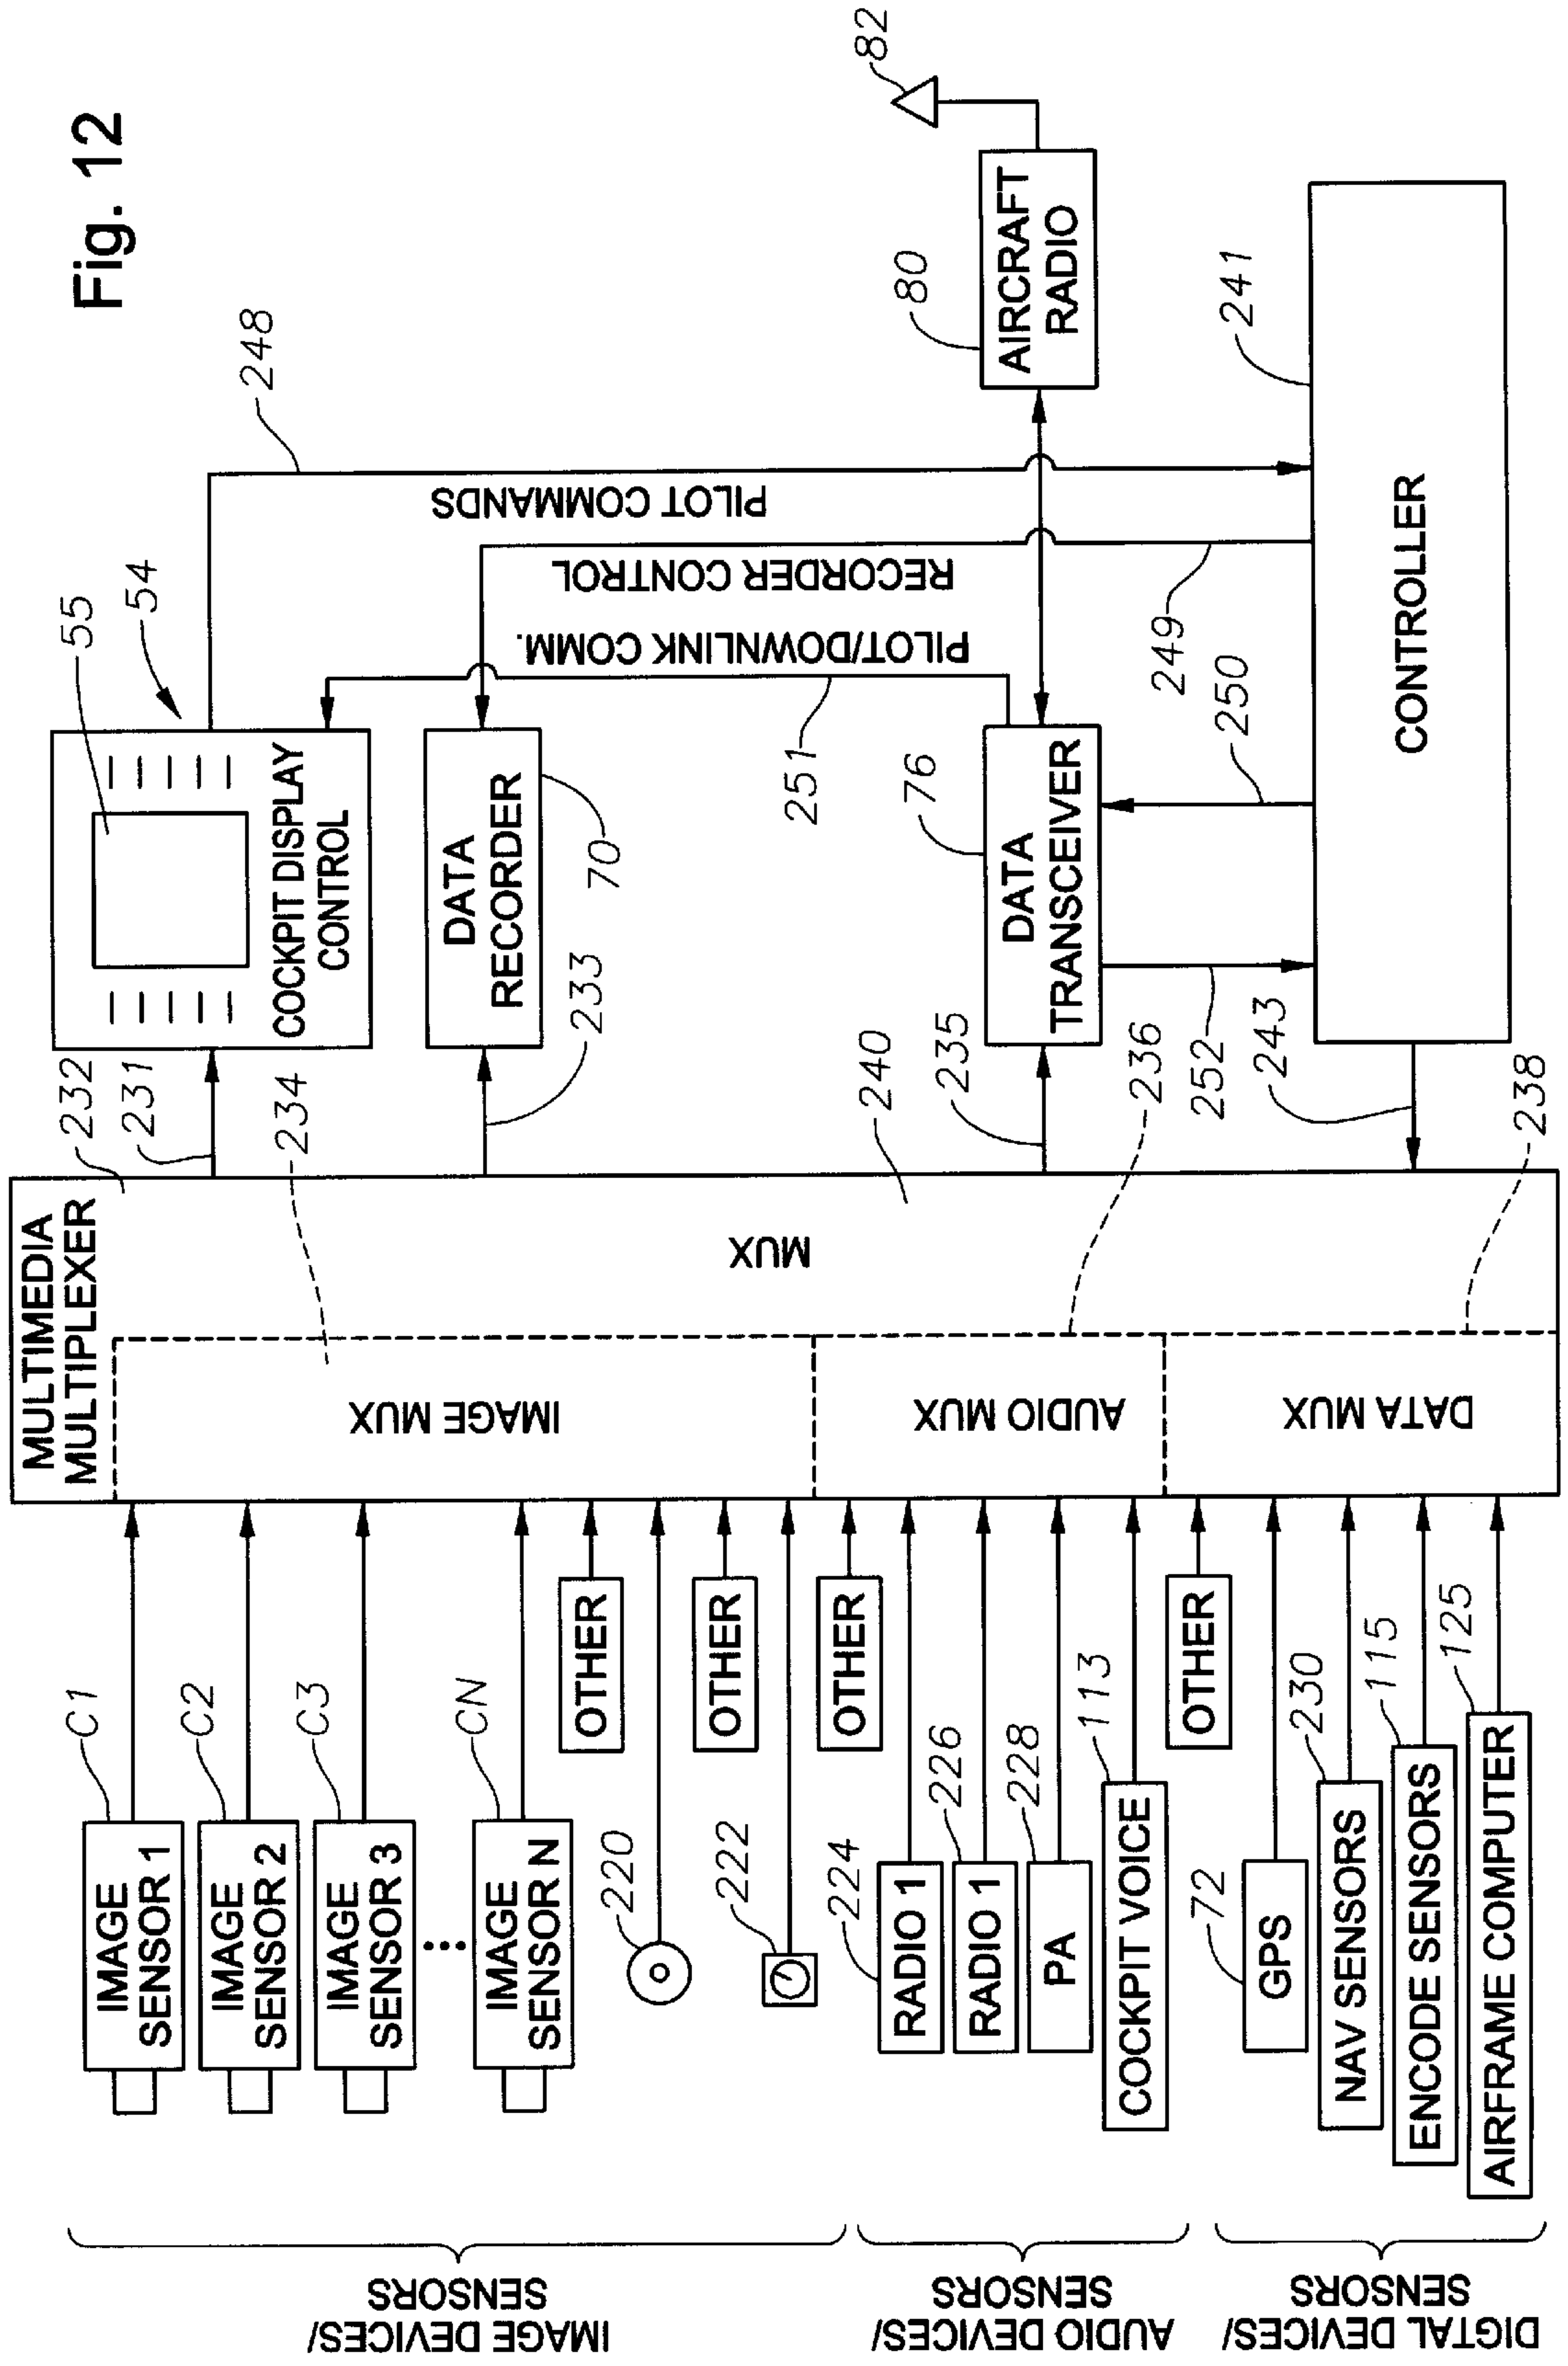 Fig. 12
MULTIMEDIA
MULTIPLEXER
232
IMAGE MUX
234
AUDIO MUX
236
DATA MUX
238
MUX
240
IMAGE DEVICES/
SENSORS
IMAGE
SENSOR 1
C1
IMAGE
SENSOR 2
C2
IMAGE
SENSOR 3
C3
IMAGE
SENSOR N
CN
OTHER
220
OTHER
222
AUDIO DEVICES/
SENSORS
OTHER
RADIO 1
224
RADIO 1
226
PA
228
COCKPIT VOICE
113
DIGTAL DEVICES/
SENSORS
OTHER
GPS
72
NAV SENSORS
230
ENCODE SENSORS
115
AIRFRAME COMPUTER
125
231
COCKPIT DISPLAY
CONTROL
55
54
233
DATA
RECORDER
70
235
DATA
TRANSCEIVER
76
251
PILOT/DOWNLINK COMM.
RECORDER CONTROL
249
PILOT COMMANDS
248
AIRCRAFT
RADIO
80
82
252
250
243
CONTROLLER
241